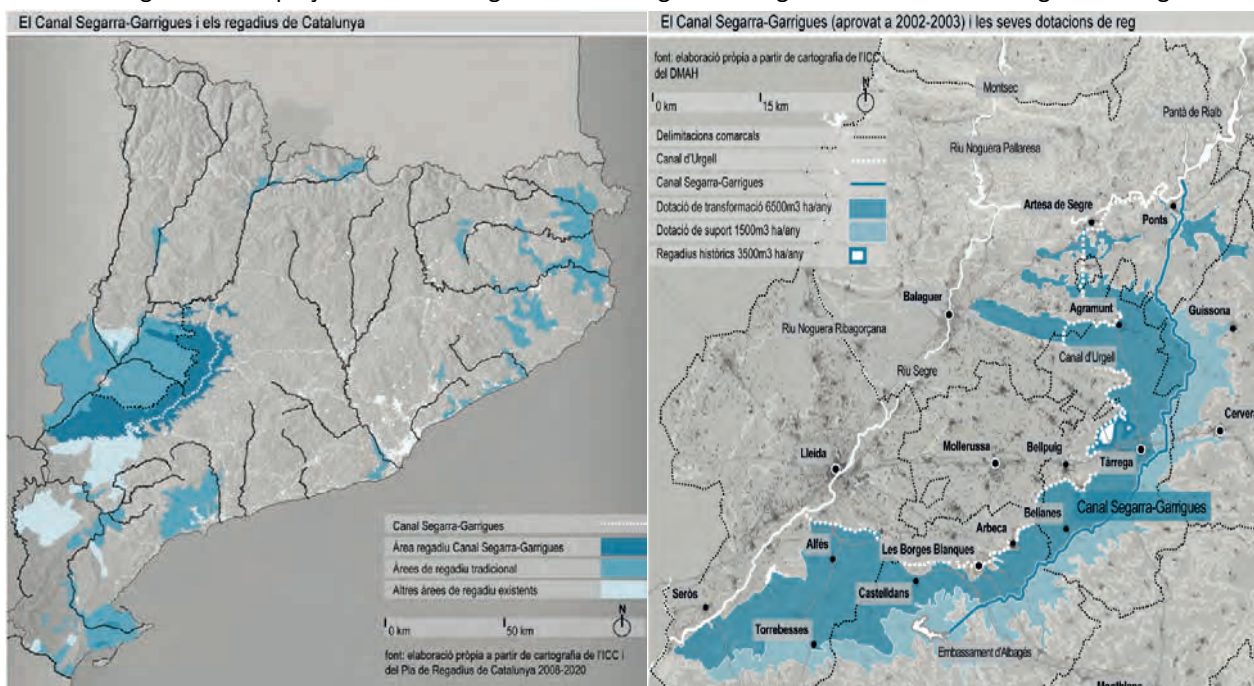 El Canal Segarra-Garrigues i els regadius de Catalunya
Canal Segarra-Garrigues
Àrea regadiu Canal Segarra-Garrigues
Àrees de regadiu tradicional
Altres àrees de regadiu existents
0 km
50 km
N
font: elaboració pròpia a partir de cartografia de l'ICC i
del Pla de Regadius de Catalunya 2008-2020
El Canal Segarra-Garrigues (aprovat a 2002-2003) i les seves dotacions de reg
font: elaboració pròpia a partir de cartografia de l'ICC
del DMAH
0 km
15 km
N
Delimitacions comarcals
Canal d'Urgell
Canal Segarra-Garrigues
Dotació de transformació 6500m3 ha/any
Dotació de suport 1500m3 ha/any
Regadius històrics 3500m3 ha/any
Montsec
Pantà de Rialb
Riu Noguera Pallaresa
Artesa de Segre
Ponts
Balaguer
Agramunt
Guissona
Riu Noguera Ribagorçana
Canal d'Urgell
Riu Segre
Cerver
Lleida
Mollerussa
Bellpuig
Tàrrega
Canal Segarra-Garrigues
Belianes
Arbeca
Alfés
Les Borges Blanques
Castelldans
Seròs
Torrebesses
Embassament d'Albagés